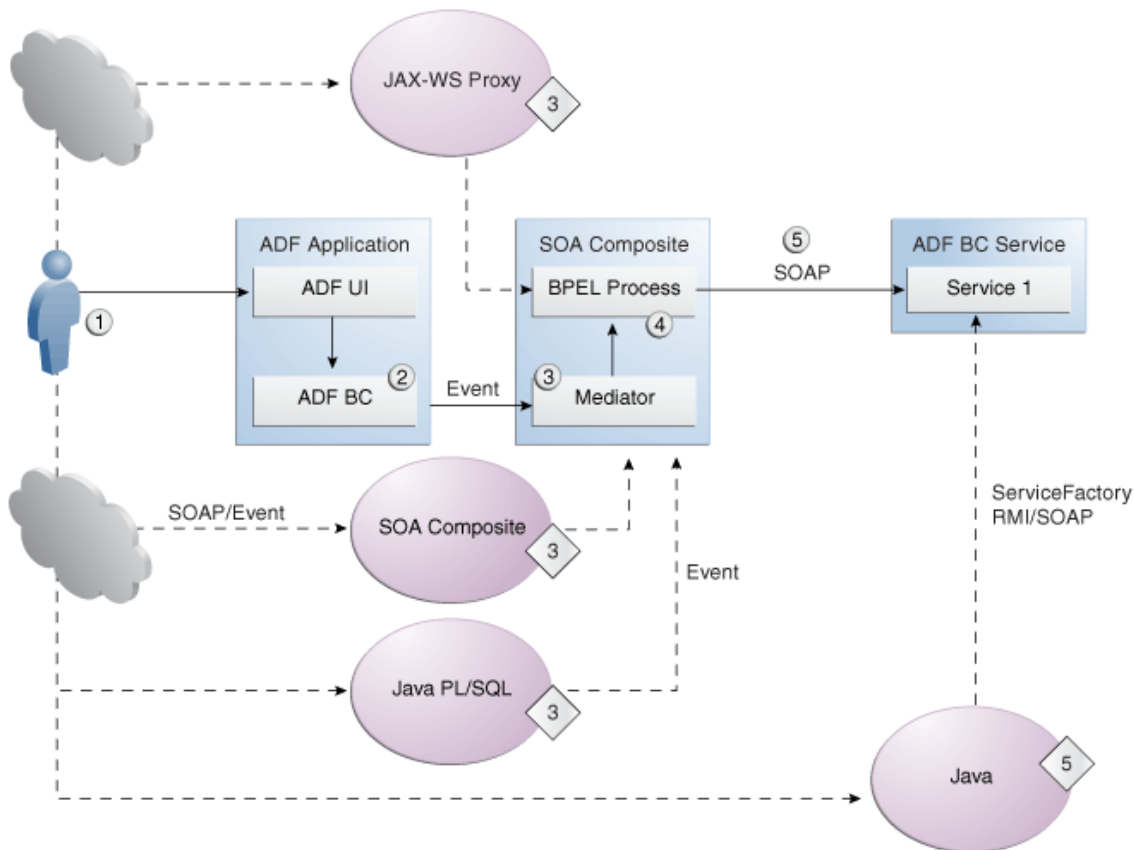 JAX-WS Proxy
3
ADF Application
ADF UI
ADF BC
1
2
Event
SOA Composite
BPEL Process
4
3
Mediator
5
SOAP
ADF BC Service
Service 1
SOAP/Event
SOA Composite
3
Event
ServiceFactory
RMI/SOAP
Java PL/SQL
3
Java
5